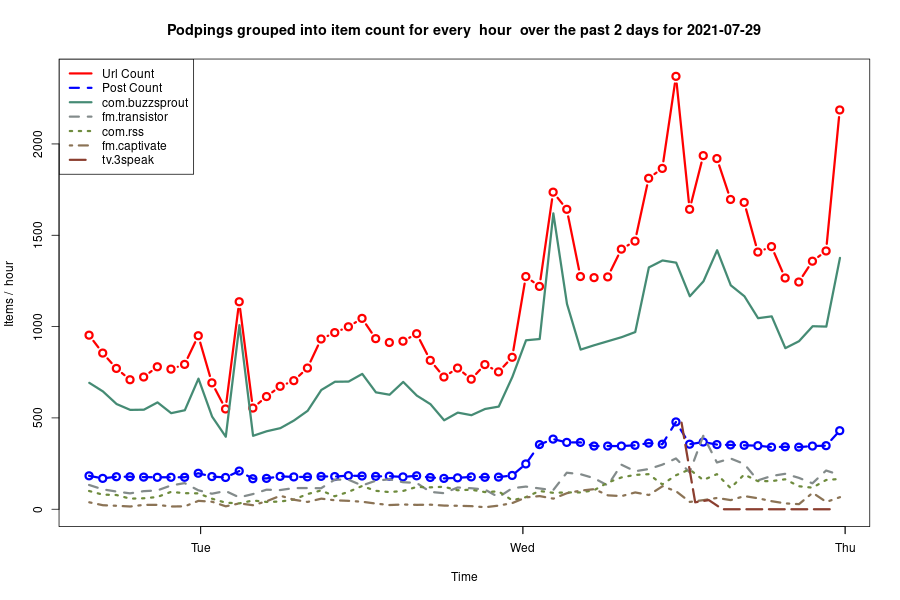 Podpings grouped into item count for every  hour  over the past 2 days for 2021-07-29
Url Count
Post Count
com.buzzsprout
fm.transistor
com.rss
fm.captivate
tv.3speak
Items /  hour
2000
1500
1000
500
0
Tue
Wed
Thu
Time